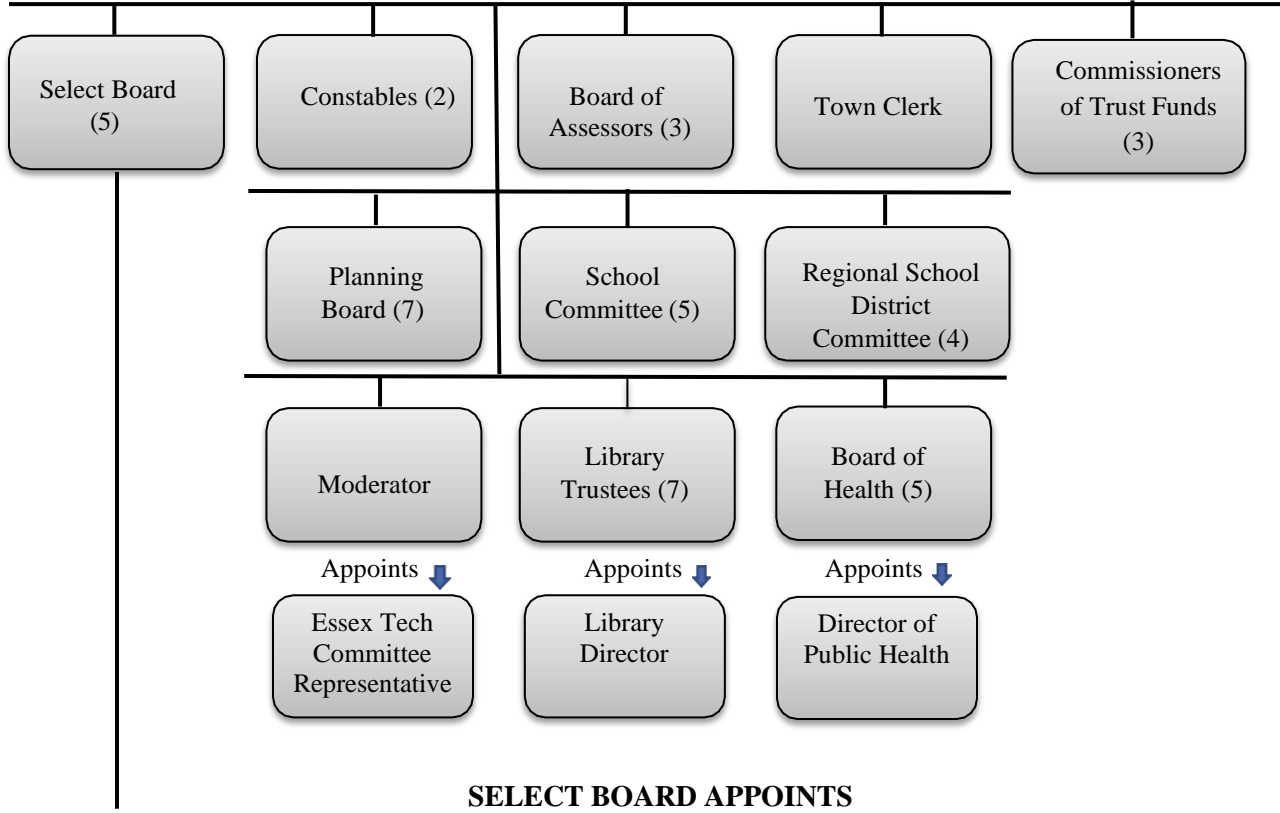 Select Board
(5)
Constables (2)
Board of
Assessors (3)
Town Clerk
Commissioners
of Trust Funds
(3)
Planning
Board (7)
School
Committee (5)
Regional School
District
Committee (4)
Moderator
Library
Trustees (7)
Board of
Health (5)
Appoints
Appoints
Appoints
Essex Tech
Committee
Representative
Library
Director
Director of
Public Health
SELECT BOARD APPOINTS